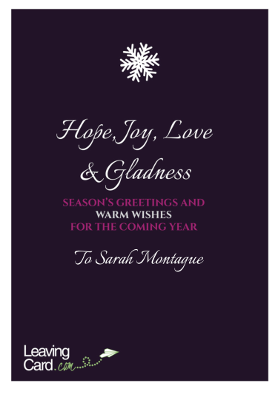 Hope, Joy, Love
& Gladness
SEASON'S GREETINGS AND
WARM WISHES
FOR THE COMING YEAR
To Sarah Montague
Leaving
Card.com